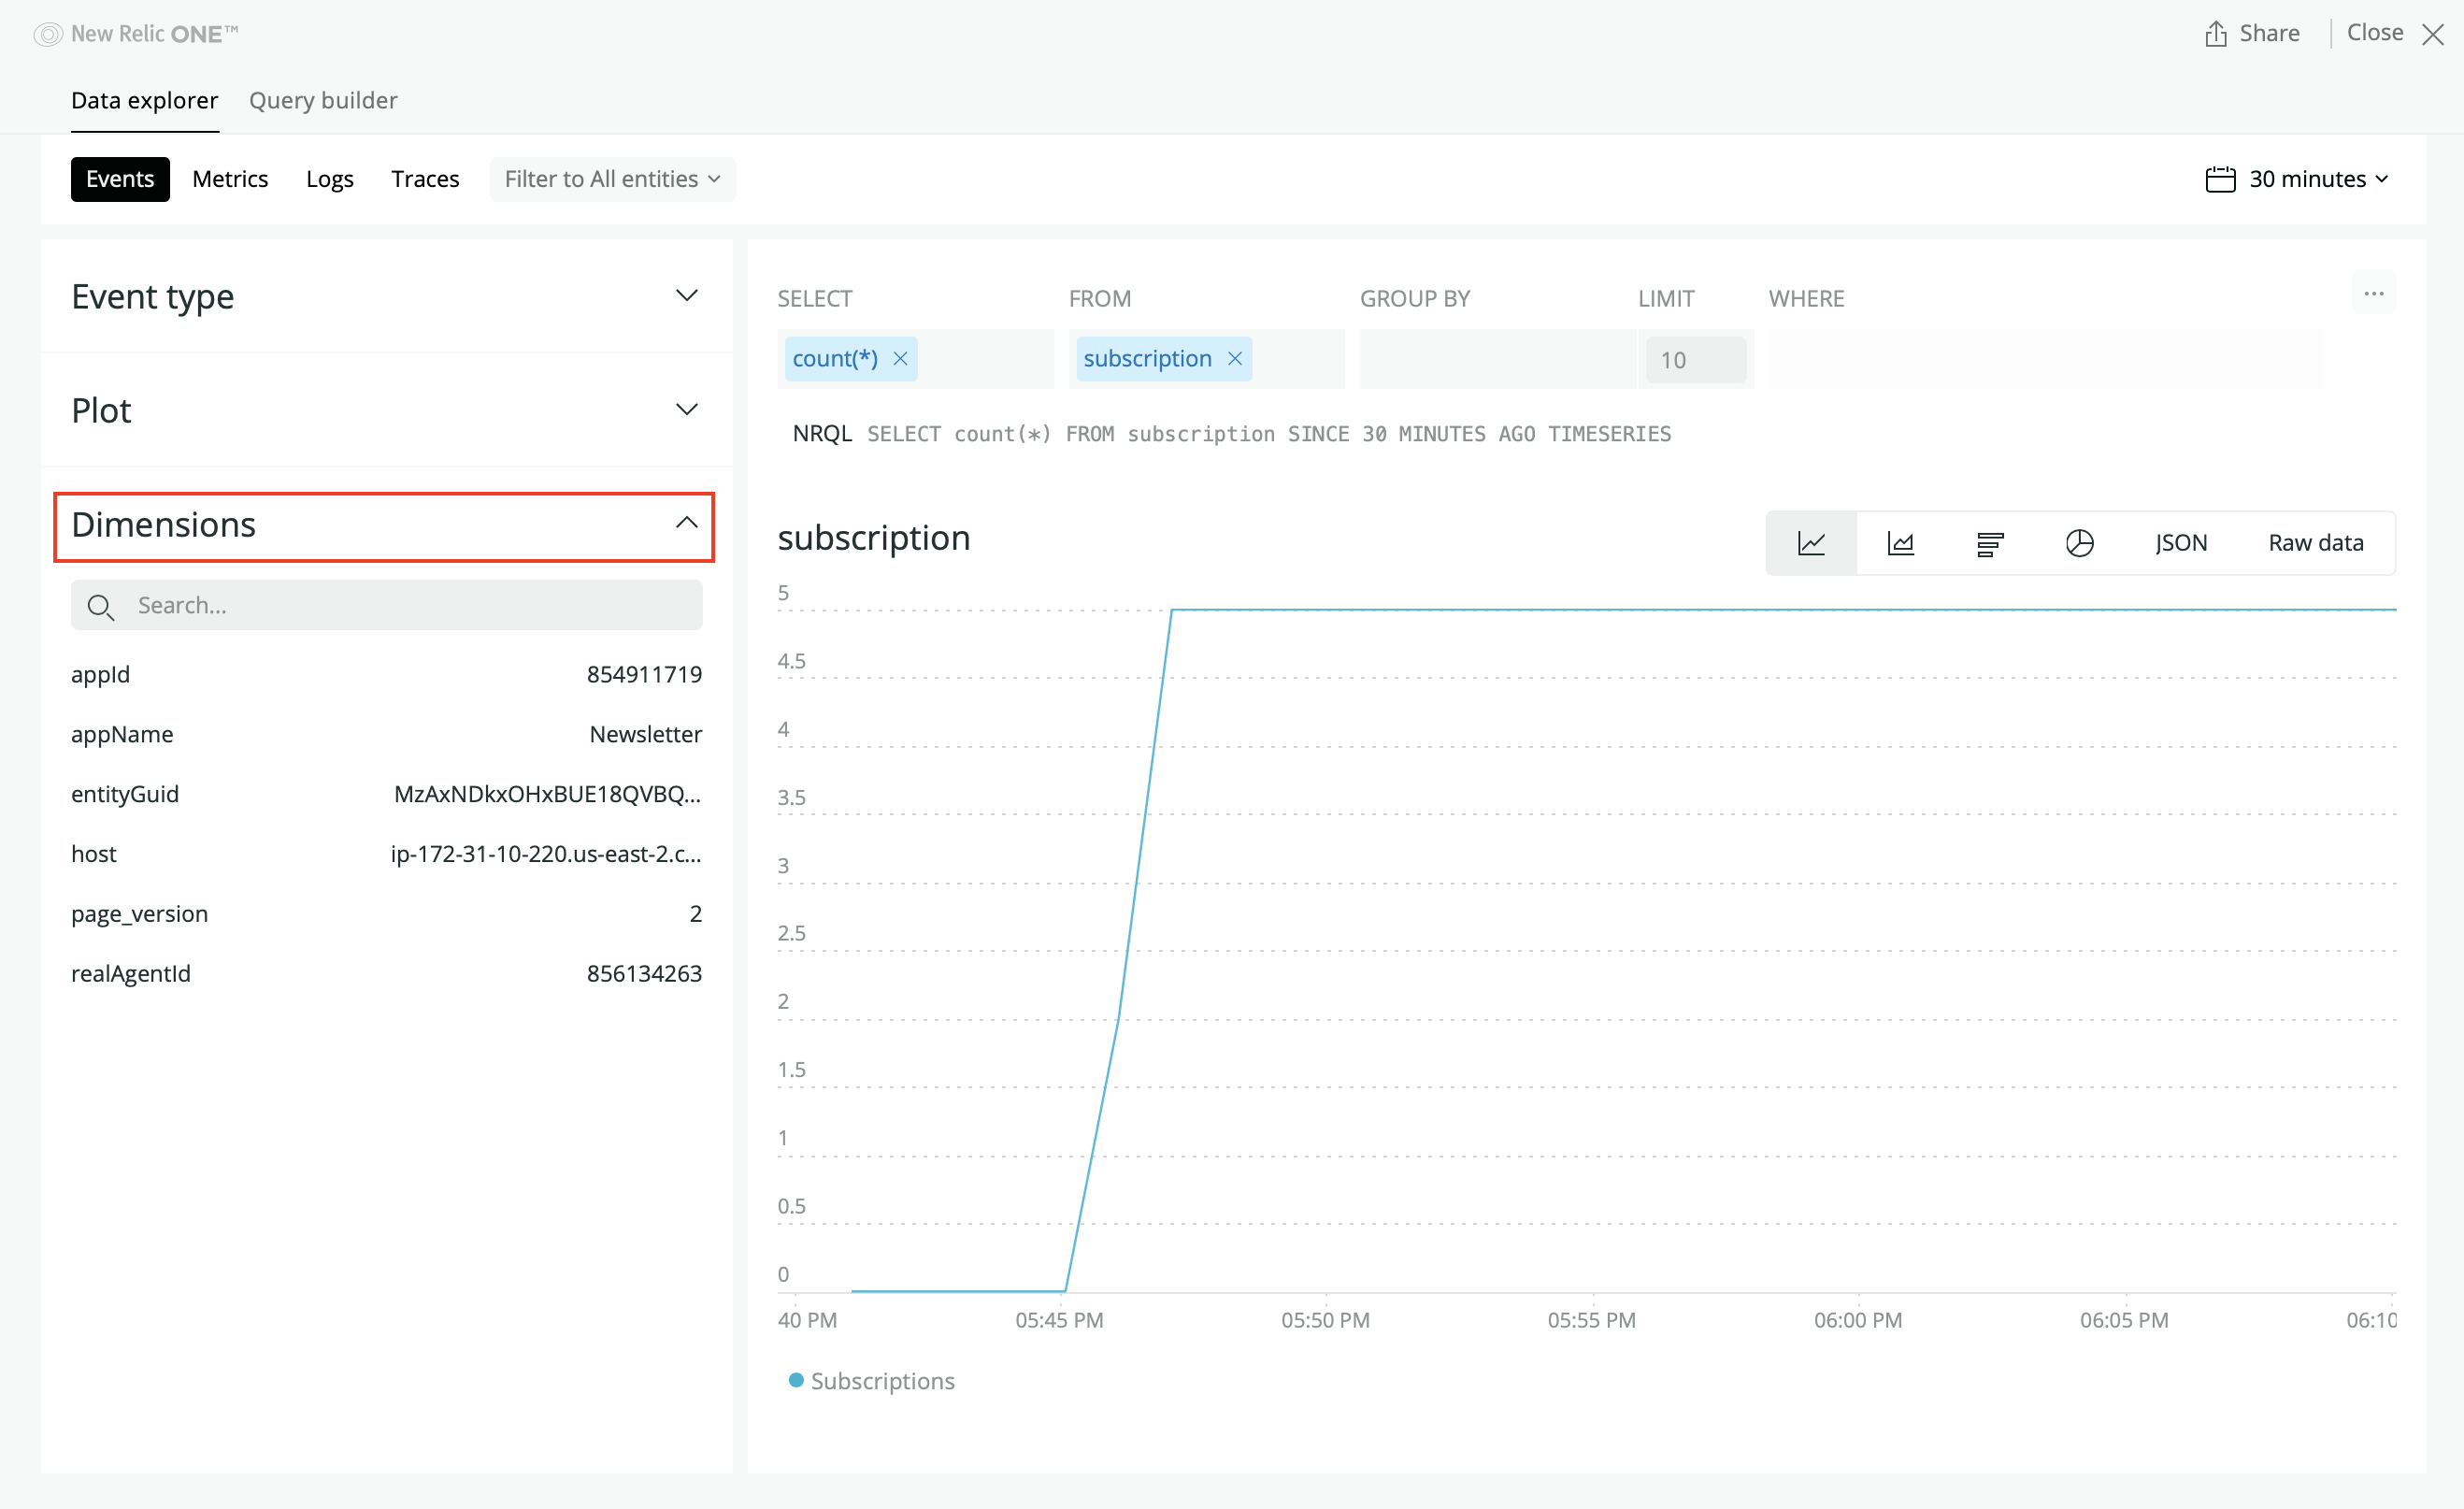 New Relic ONE™
Share
Close
Data explorer
Query builder
Events
Metrics
Logs
Traces
Filter to All entities
30 minutes
Event type
Plot
Dimensions
Search...
appId 854911719
appName Newsletter
entityGuid MzAxNDkxOHxBUE18QVBQ...
host ip-172-31-10-220.us-east-2.c...
page_version 2
realAgentId 856134263
SELECT FROM GROUP BY LIMIT WHERE
count(*) subscription 10
...
NRQL SELECT count(*) FROM subscription SINCE 30 MINUTES AGO TIMESERIES
subscription
JSON
Raw data
5
4.5
4
3.5
3
2.5
2
1.5
1
0.5
0
40 PM 05:45 PM 05:50 PM 05:55 PM 06:00 PM 06:05 PM 06:10
Subscriptions